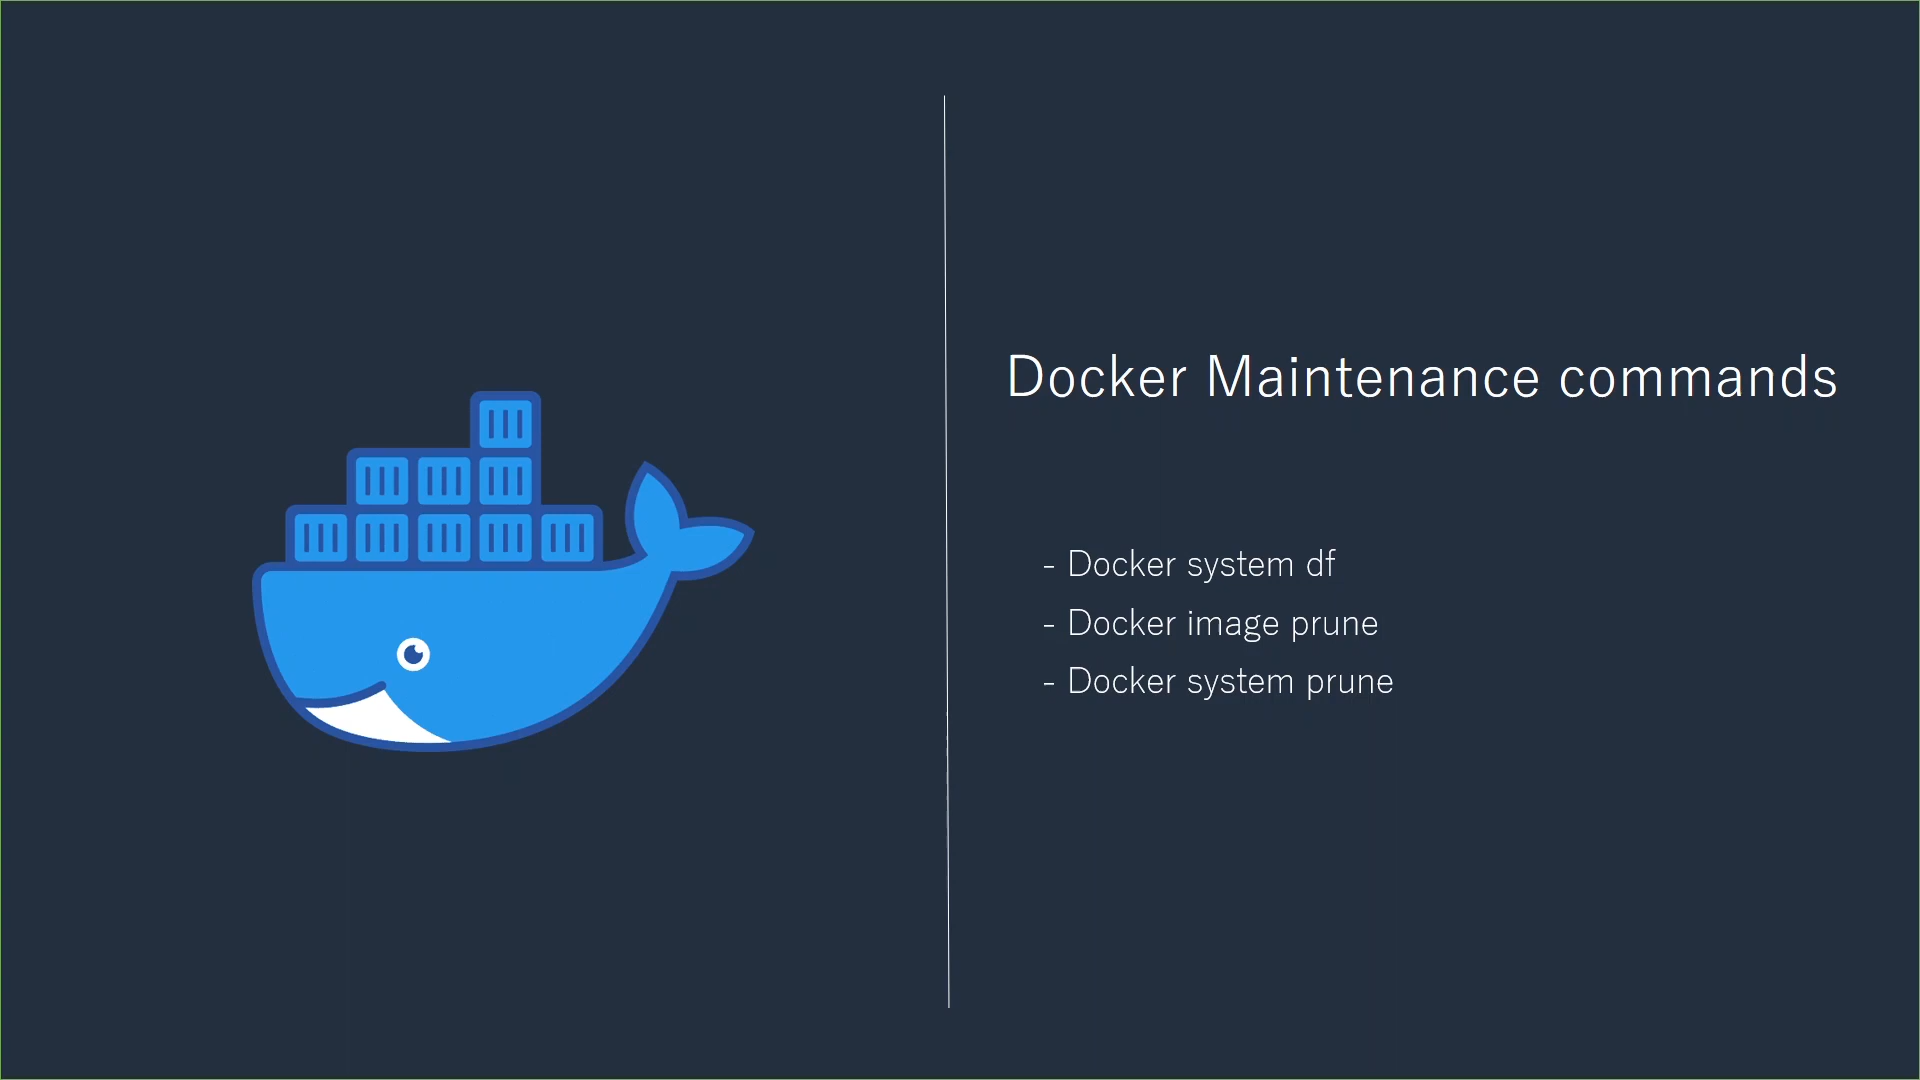 Docker Maintenance commands
- Docker system df
- Docker image prune
- Docker system prune